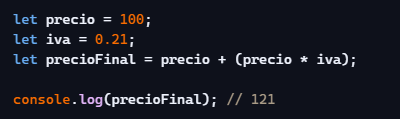 let precio = 100;
let iva = 0.21;
let precioFinal = precio + (precio * iva);
console.log(precioFinal); // 121